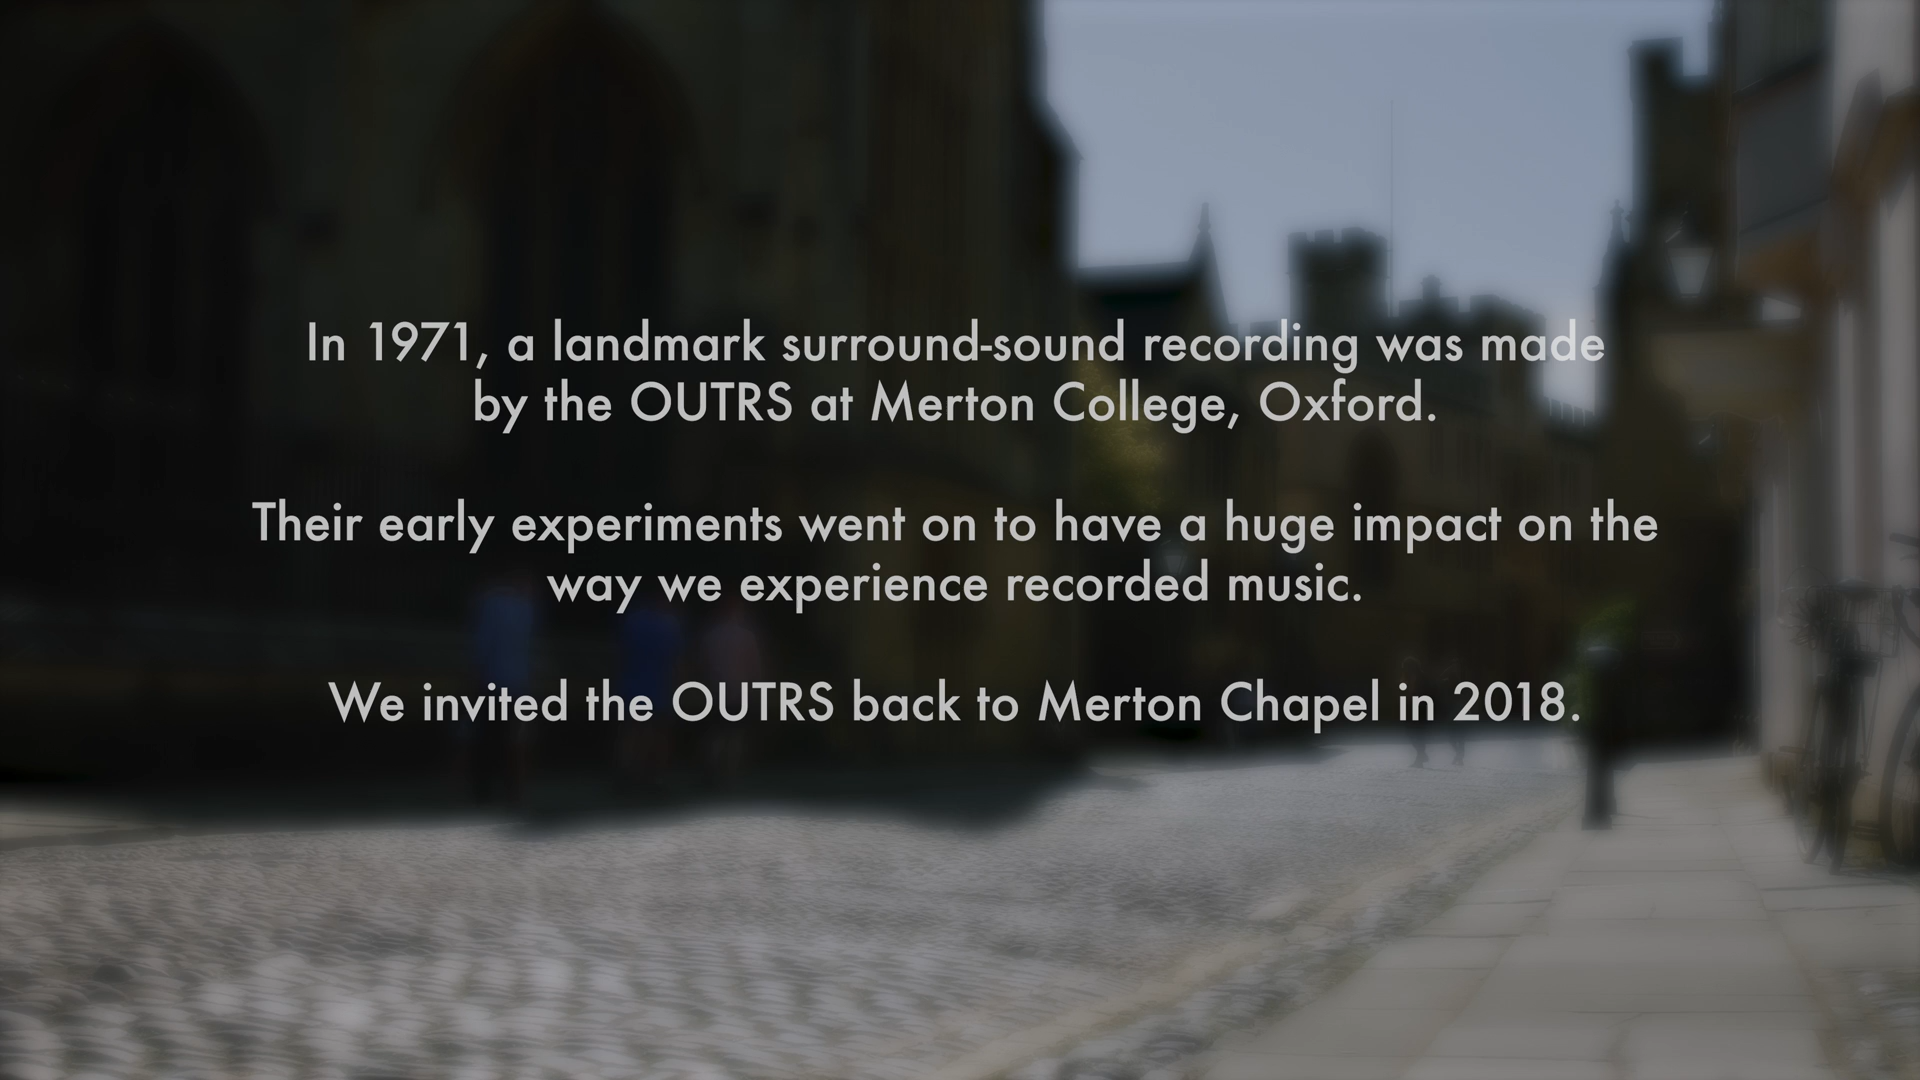 In 1971, a landmark surround-sound recording was made
by the OUTRS at Merton College, Oxford.
Their early experiments went on to have a huge impact on the
way we experience recorded music.
We invited the OUTRS back to Merton Chapel in 2018.